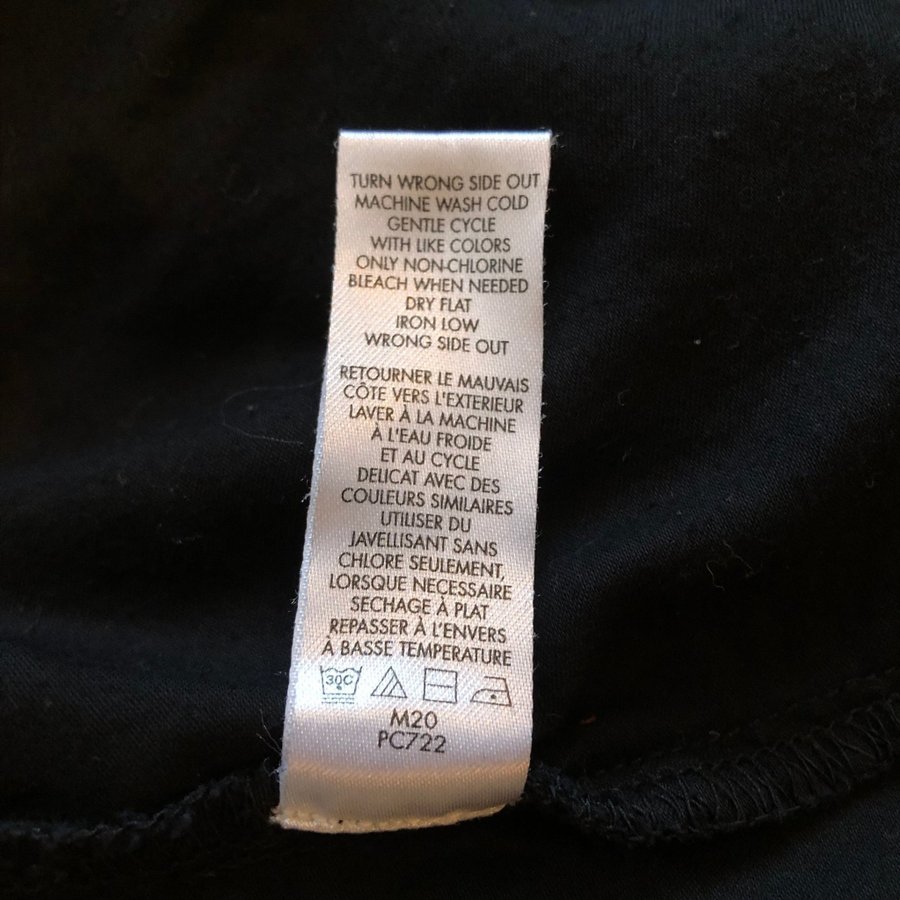 TURN WRONG SIDE OUT
MACHINE WASH COLD
GENTLE CYCLE
WITH LIKE COLORS
ONLY NON-CHLORINE
BLEACH WHEN NEEDED
DRY FLAT
IRON LOW
WRONG SIDE OUT
RETOURNER LE MAUVAIS
CÔTE VERS L'EXTERIEUR
LAVER À LA MACHINE
À L'EAU FROIDE
ET AU CYCLE
DELICAT AVEC DES
COULEURS SIMILAIRES
UTILISER DU
JAVELLISANT SANS
CHLORE SEULEMENT,
LORSQUE NECESSAIRE
SECHAGE À PLAT
REPASSER À L'ENVERS
À BASSE TEMPERATURE
30C
M20
PC722